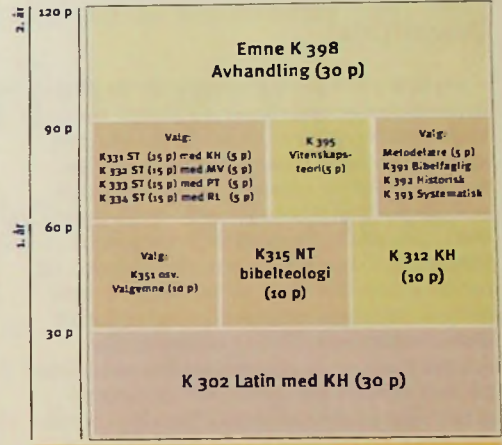 2. år
120 p
Emne K 398
Avhandling (30 p)
90 p
Valg:
K331 ST (15 p) med KH (5 p)
K 332 ST (15 p) med MV (5 p)
K 333 ST (15 p) med PT (5 p)
K 334 ST (15 p) med RL (5 p)
K 395
Vitenskaps-
teori(5 p)
Valg:
Metodelære (5 p)
K391 Bibelfaglig
K 392 Historisk
K 393 Systematisk
1. år
60 p
Valg:
K351 osv.
Valgemne (10 p)
K315 NT
bibelteologi
(10 p)
K 312 KH
(10 p)
30 p
K 302 Latin med KH (30 p)